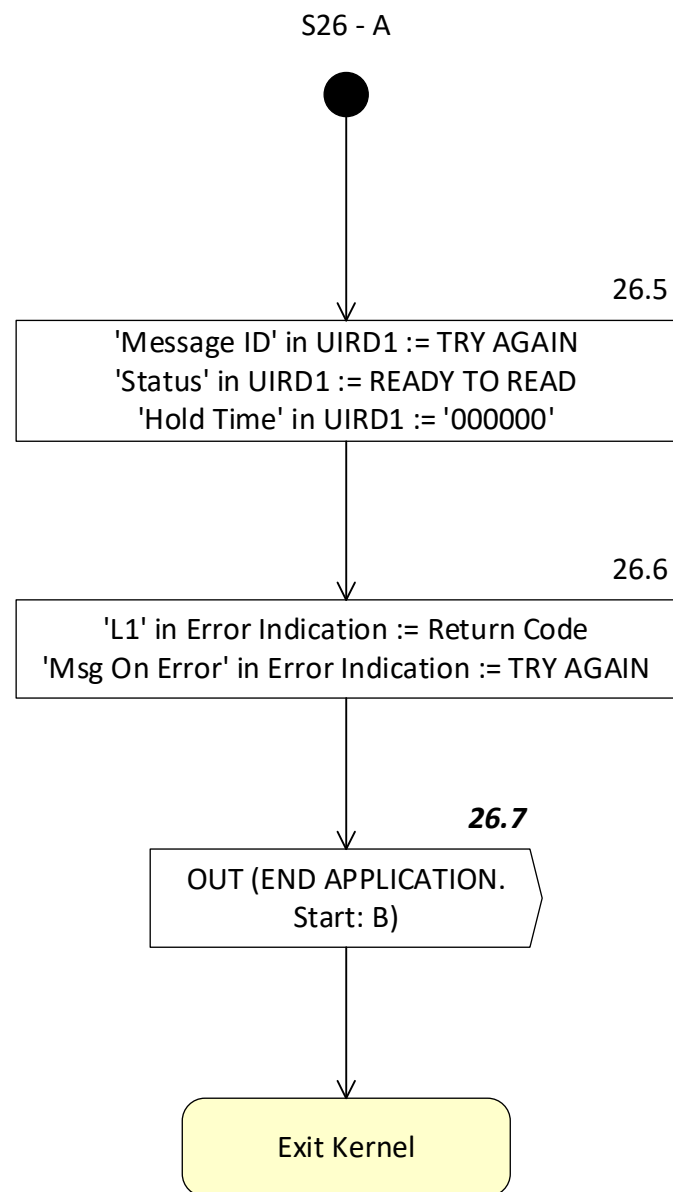 S26 - A
26.5
'Message ID' in UIRD1 := TRY AGAIN
'Status' in UIRD1 := READY TO READ
'Hold Time' in UIRD1 := '000000'
26.6
'L1' in Error Indication := Return Code
'Msg On Error' in Error Indication := TRY AGAIN
26.7
OUT (END APPLICATION.
Start: B)
Exit Kernel